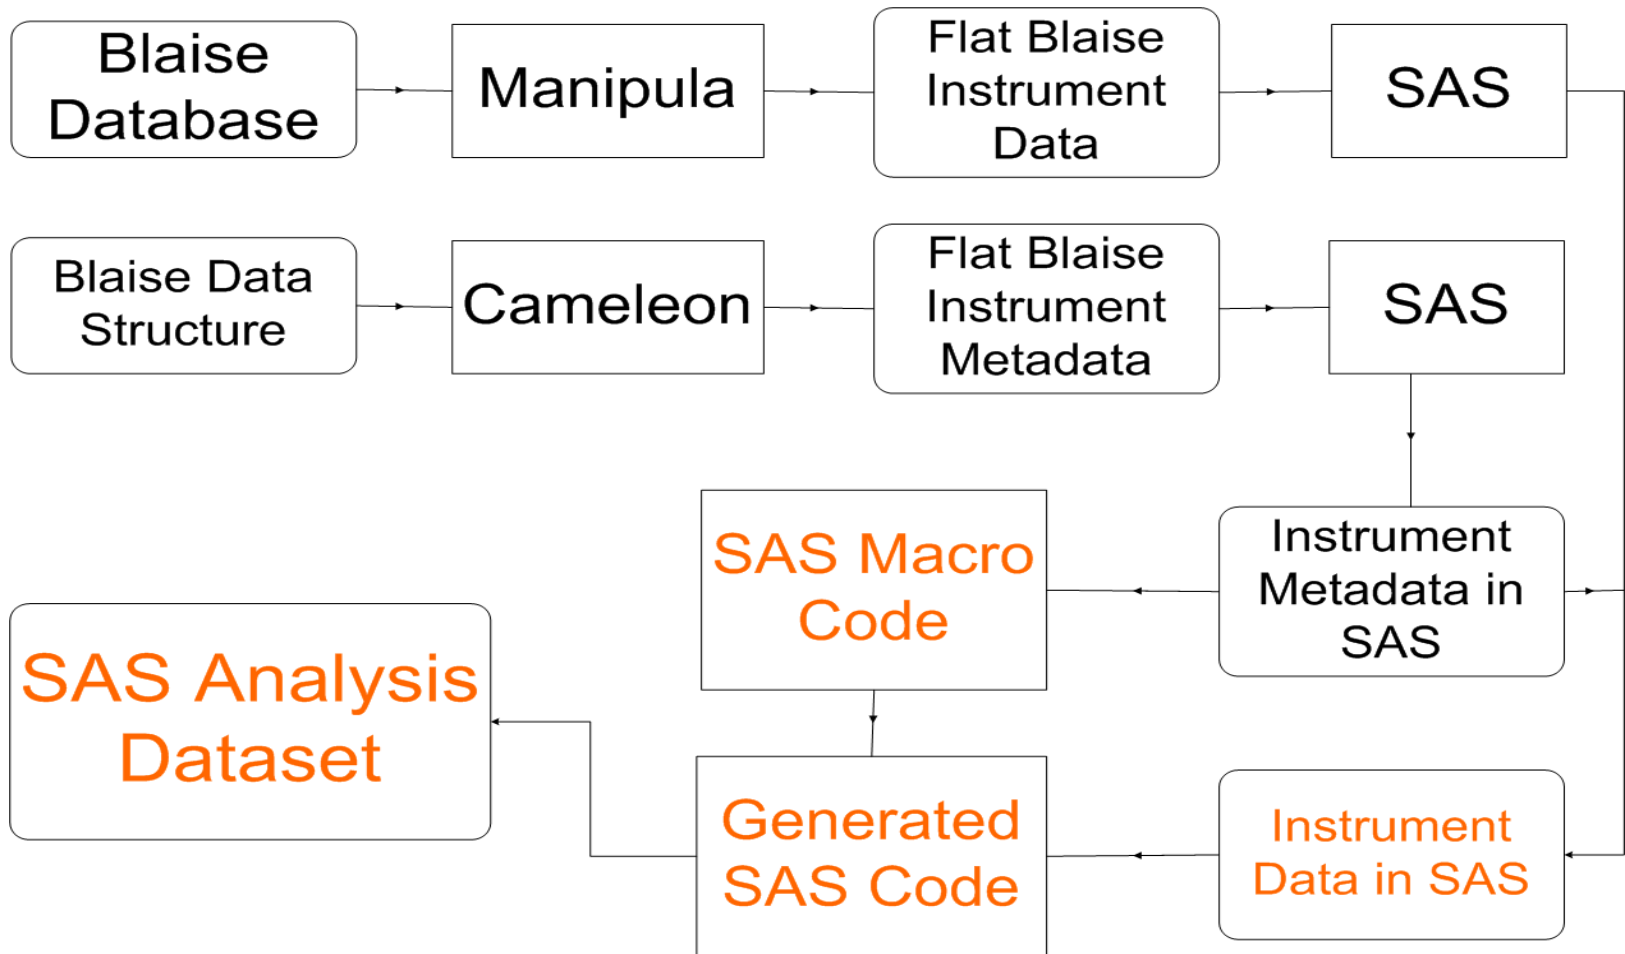 Blaise
Database
Manipula
Flat Blaise
Instrument
Data
SAS
Blaise Data
Structure
Cameleon
Flat Blaise
Instrument
Metadata
SAS
SAS Macro
Code
Instrument
Metadata in
SAS
SAS Analysis
Dataset
Generated
SAS Code
Instrument
Data in SAS